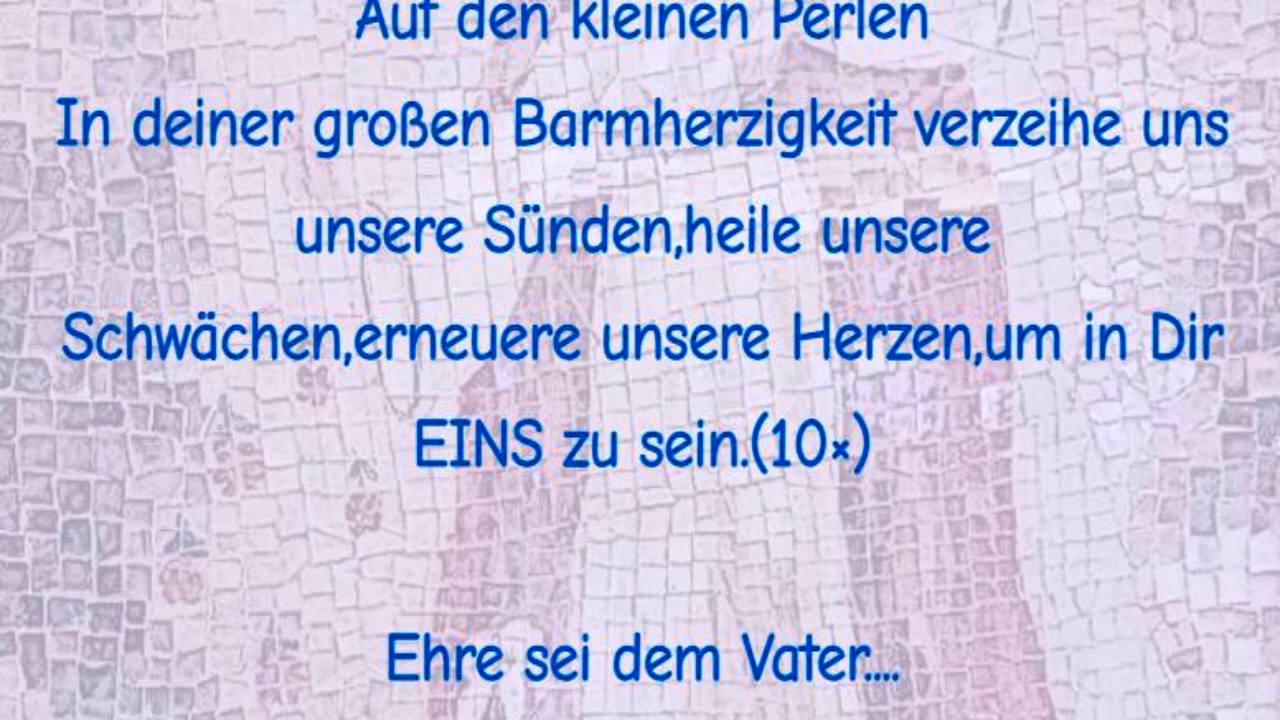 Auf den kleinen Perlen
In deiner großen Barmherzigkeit verzeihe uns
unsere Sünden,heile unsere
Schwächen,erneuere unsere Herzen,um in Dir
EINS zu sein.(10×)
Ehre sei dem Vater....